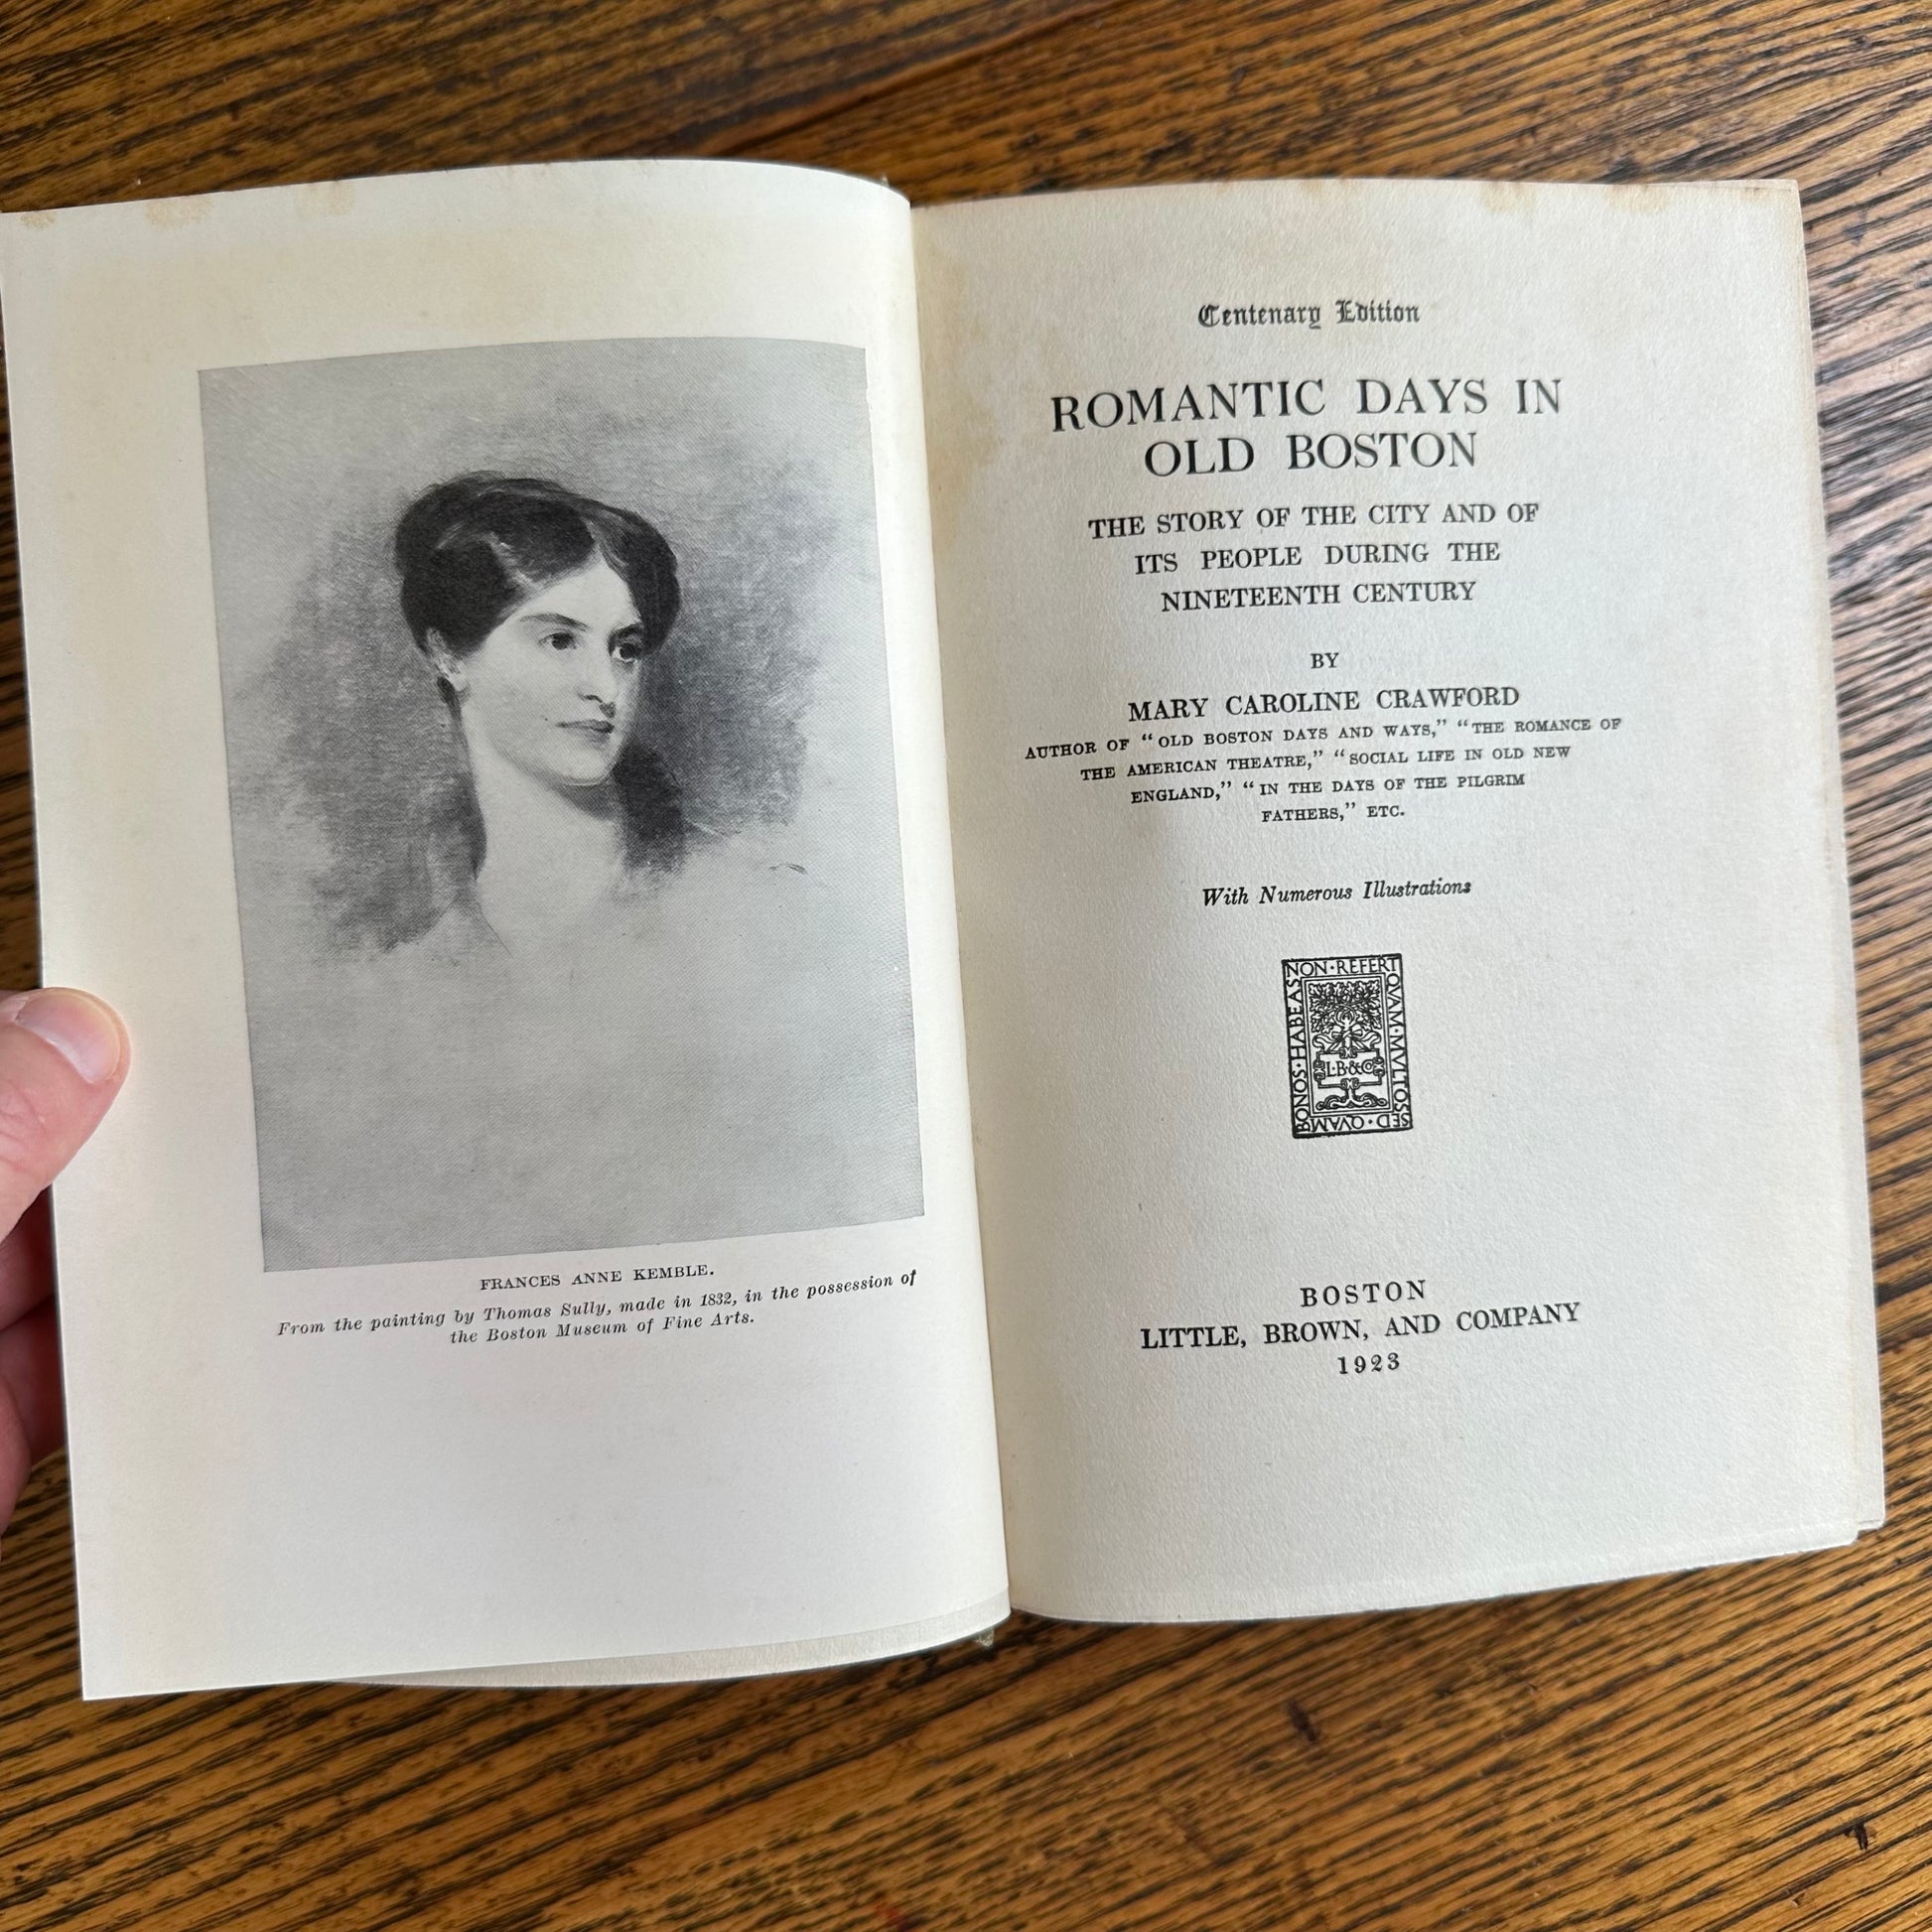 FRANCES ANNE KEMBLE.
From the painting by Thomas Sully, made in 1832, in the possession of
the Boston Museum of Fine Arts.
Centenary Edition
ROMANTIC DAYS IN
OLD BOSTON
THE STORY OF THE CITY AND OF
ITS PEOPLE DURING THE
NINETEENTH CENTURY
BY
MARY CAROLINE CRAWFORD
AUTHOR OF “OLD BOSTON DAYS AND WAYS,” “THE ROMANCE OF
THE AMERICAN THEATRE,” “SOCIAL LIFE IN OLD NEW
ENGLAND,” “IN THE DAYS OF THE PILGRIM
FATHERS,” ETC.
With Numerous Illustrations
NON·REFERT
QVAM·MVLTOS
SED·QVAM
BONOS·HABEAS
L·B·&Co
BOSTON
LITTLE, BROWN, AND COMPANY
1923